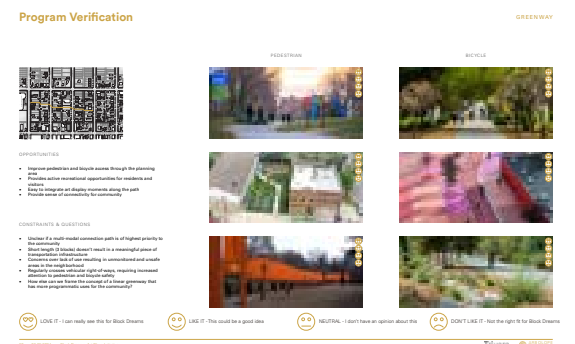 Program Verification
GREENWAY
PEDESTRIAN
BICYCLE
OPPORTUNITIES
• Improve pedestrian and bicycle access through the planning
area
• Provides active recreational opportunities for residents and
visitors
• Easy to integrate art display moments along the path
• Provide sense of connectivity for community
CONSTRAINTS & QUESTIONS
• Unclear if a multi-modal connection path is of highest priority to
the community
• Short length (3 blocks) doesn't result in a meaningful piece of
transportation infrastructure
• Concerns over lack of use resulting in unmonitored and unsafe
areas in the neighborhood
• Regularly crosses vehicular right-of-ways, requiring increased
attention to pedestrian and bicycle safety
• How else can we frame the concept of a linear greenway that
has more programmatic uses for the community?
LOVE IT - I can really see this for Block Dreams
LIKE IT - This could be a good idea
NEUTRAL - I don't have an opinion about this
DON'T LIKE IT - Not the right fit for Block Dreams